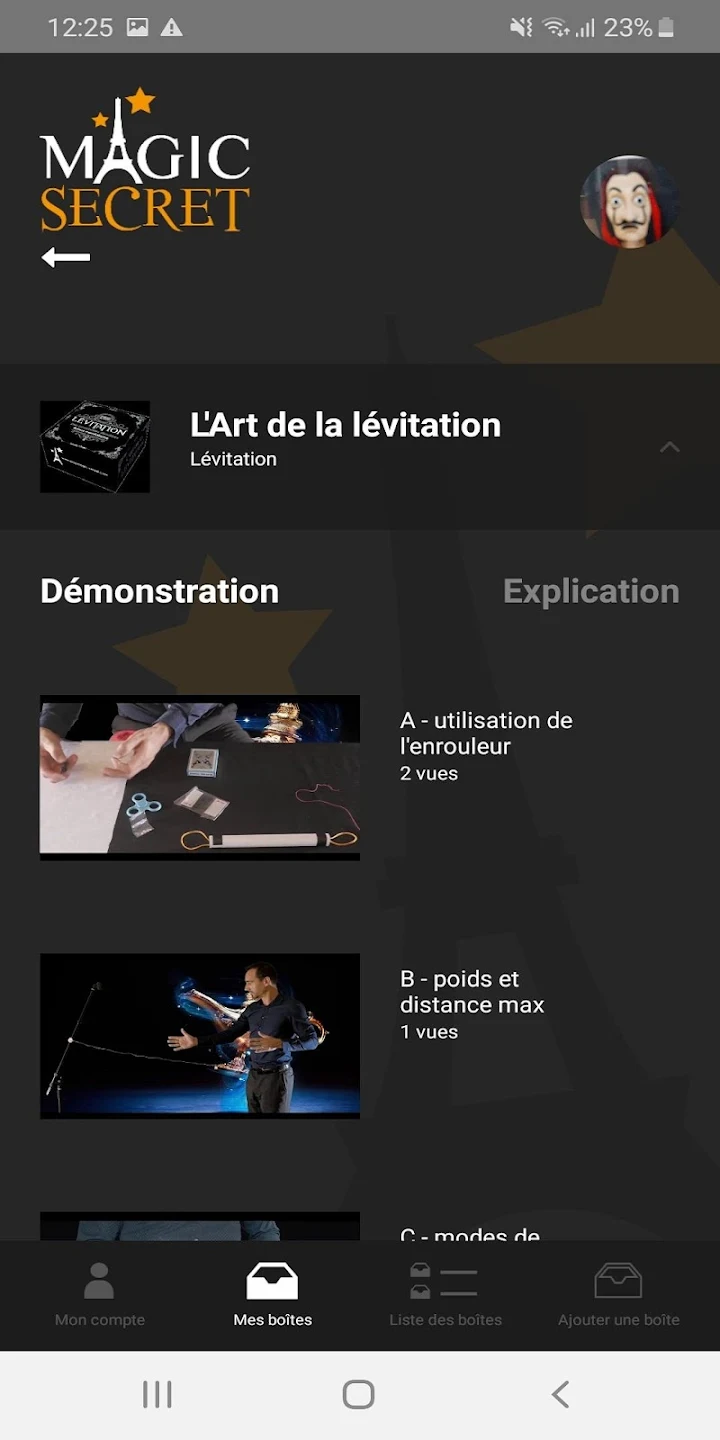 12:25
23%
MAGIC
SECRET
LÉVITATION
L'Art de la lévitation
Lévitation
Démonstration
Explication
A - utilisation de
l'enrouleur
2 vues
B - poids et
distance max
1 vues
C - modes de
Mon compte
Mes boîtes
Liste des boîtes
Ajouter une boîte